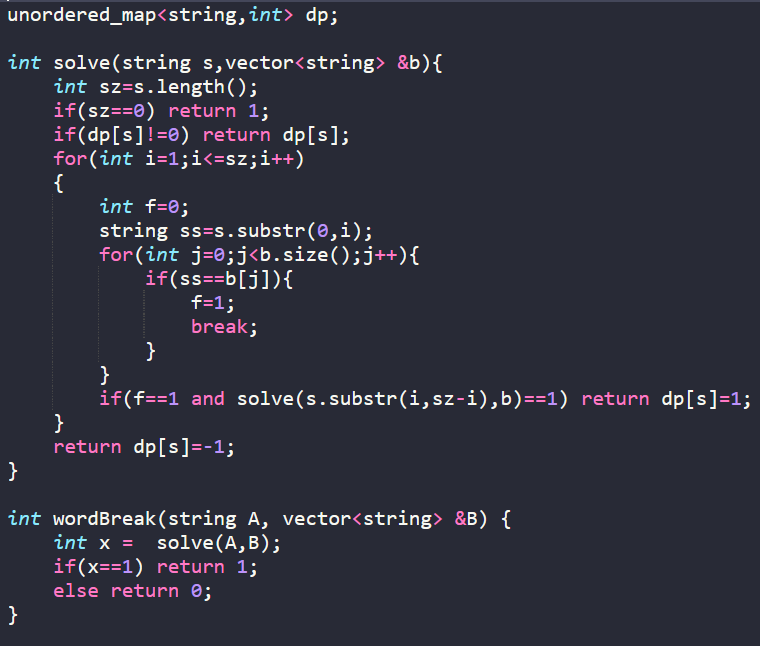 unordered_map<string,int> dp;
int solve(string s,vector<string> &b){
    int sz=s.length();
    if(sz==0) return 1;
    if(dp[s]!=0) return dp[s];
    for(int i=1;i<=sz;i++)
    {
        int f=0;
        string ss=s.substr(0,i);
        for(int j=0;j<b.size();j++){
            if(ss==b[j]){
                f=1;
                break;
            }
        }
        if(f==1 and solve(s.substr(i,sz-i),b)==1) return dp[s]=1;
    }
    return dp[s]=-1;
}
int wordBreak(string A, vector<string> &B) {
    int x =  solve(A,B);
    if(x==1) return 1;
    else return 0;
}